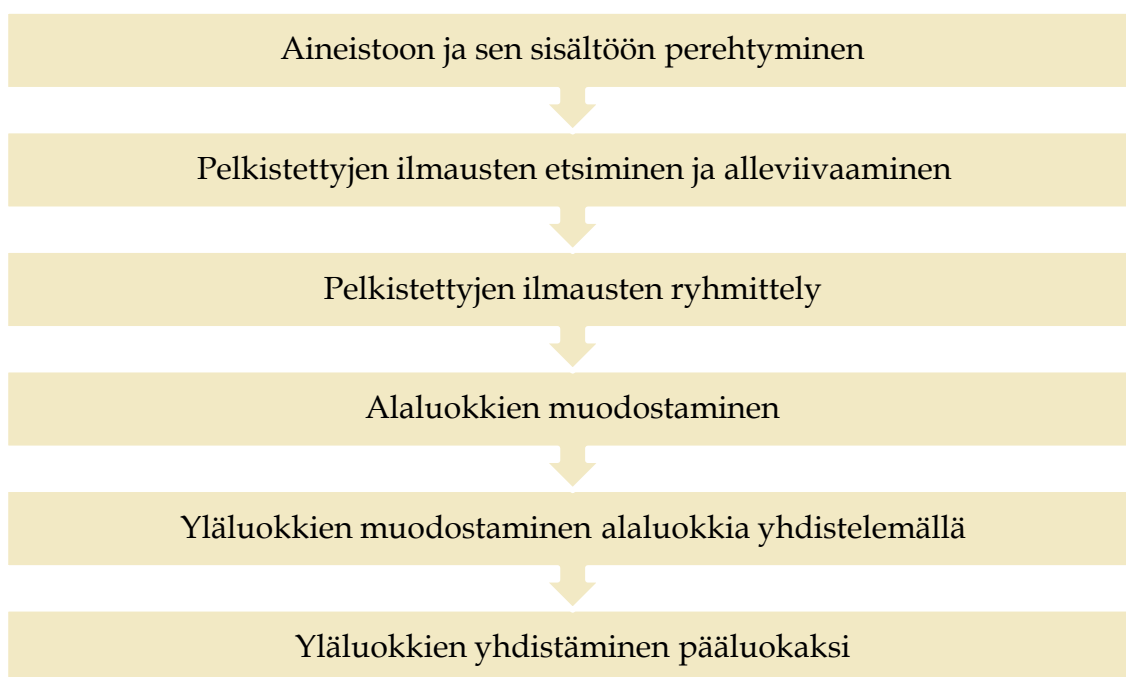 Aineistoon ja sen sisältöön perehtyminen
Pelkistettyjen ilmausten etsiminen ja alleviivaaminen
Pelkistettyjen ilmausten ryhmittely
Alaluokkien muodostaminen
Yläluokkien muodostaminen alaluokkia yhdistelemällä
Yläluokkien yhdistäminen pääluokaksi